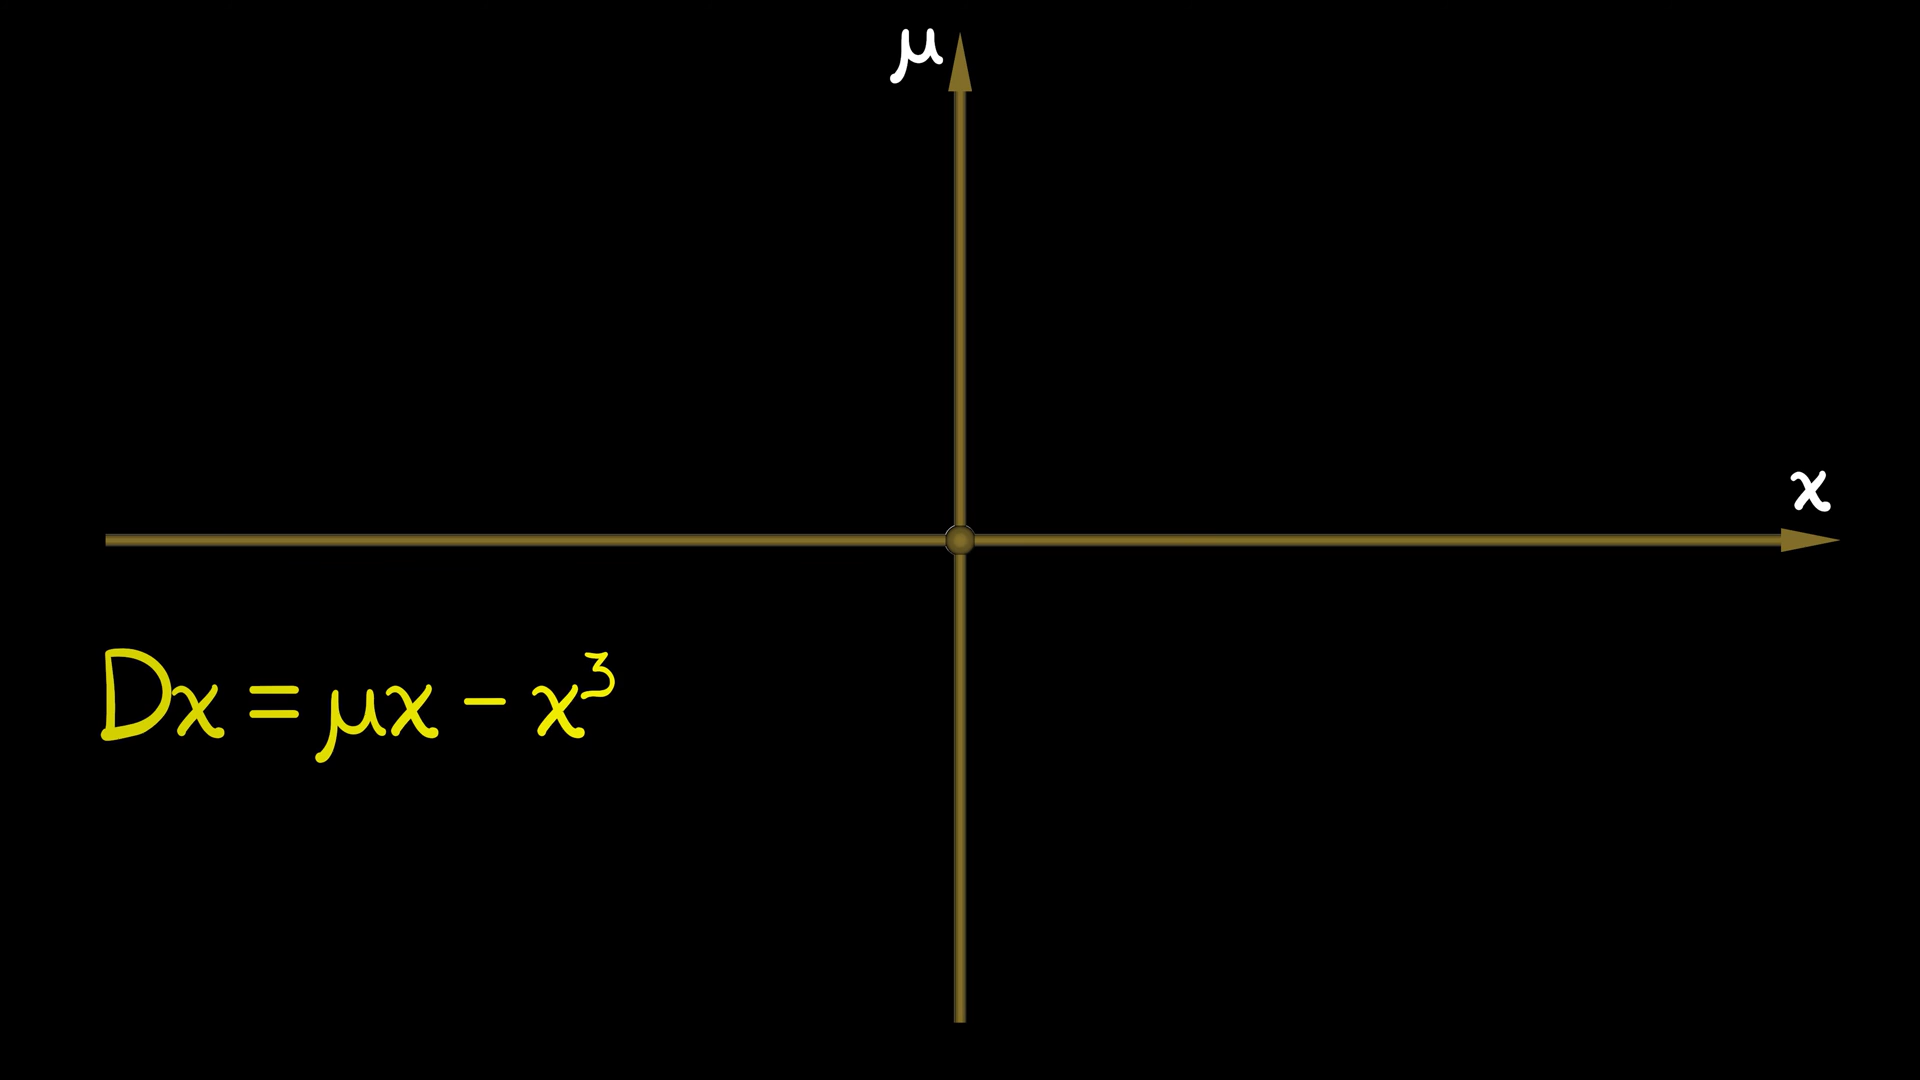 μ
x
Dx = μx − x³